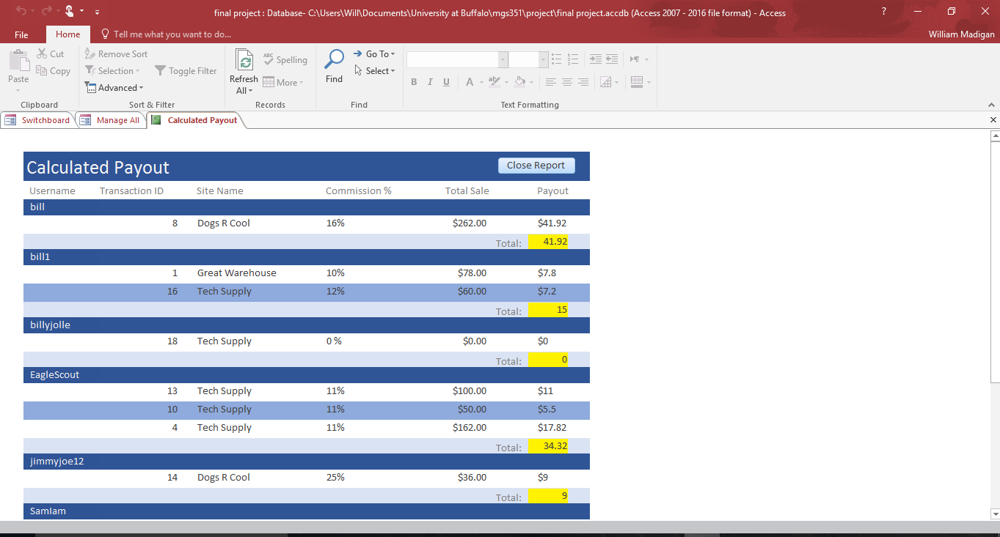 final project : Database- C:\Users\Will\Documents\University at Buffalo\mgs351\project\final project.accdb (Access 2007 - 2016 file format) - Access ?
File Home Tell me what you want to do... William Madigan
Cut Remove Sort Go To
Paste Copy Selection Toggle Filter Refresh All Spelling More Find Select
Advanced B I U A
Clipboard Sort & Filter Records Find Text Formatting
Switchboard Manage All Calculated Payout
Calculated Payout Close Report
Username Transaction ID Site Name Commission % Total Sale Payout
bill
8 Dogs R Cool 16% $262.00 $41.92
Total: 41.92
bill1
1 Great Warehouse 10% $78.00 $7.8
16 Tech Supply 12% $60.00 $7.2
Total: 15
billyjolle
18 Tech Supply 0 % $0.00 $0
Total: 0
EagleScout
13 Tech Supply 11% $100.00 $11
10 Tech Supply 11% $50.00 $5.5
4 Tech Supply 11% $162.00 $17.82
Total: 34.32
jimmyjoe12
14 Dogs R Cool 25% $36.00 $9
Total: 9